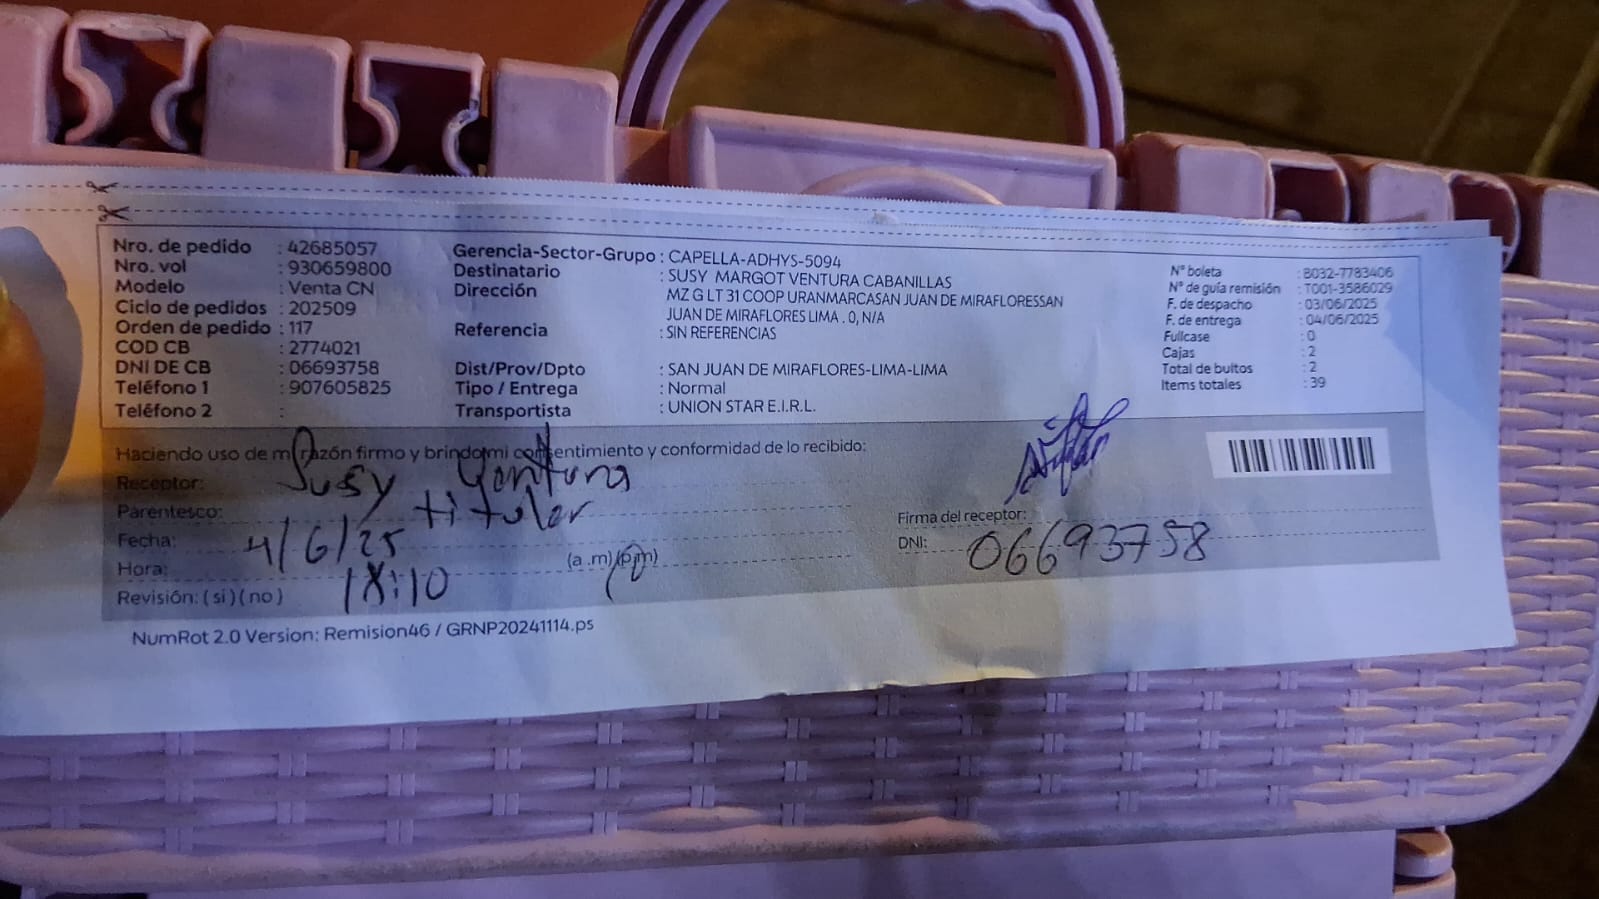 Nro. de pedido : 42685057
Nro. vol : 930659800
Modelo : Venta CN
Ciclo de pedidos : 202509
Orden de pedido : 117
COD CB : 2774021
DNI DE CB : 06693758
Teléfono 1 : 907605825
Teléfono 2 :
Gerencia-Sector-Grupo : CAPELLA-ADHYS-5094
Destinatario : SUSY MARGOT VENTURA CABANILLAS
Dirección : MZ G LT 31 COOP URANMARCASAN JUAN DE MIRAFLORESSAN
JUAN DE MIRAFLORES LIMA . 0, N/A
Referencia : SIN REFERENCIAS
Dist/Prov/Dpto : SAN JUAN DE MIRAFLORES-LIMA-LIMA
Tipo / Entrega : Normal
Transportista : UNION STAR E.I.R.L.
N° boleta : B032-7783406
N° de guía remisión : T001-3586029
F. de despacho : 03/06/2025
F. de entrega : 04/06/2025
Fullcase : 0
Cajas : 2
Total de bultos : 2
Items totales : 39
Haciendo uso de mi razón firmo y brindo mi consentimiento y conformidad de lo recibido:
Receptor: Susy Ventura
Parentesco: titular
Fecha: 4/6/25
Hora: 18:10 (a.m) (p.m)
Revisión: (si) (no)
Firma del receptor:
DNI: 06693758
NumRot 2.0 Version: Remision46 / GRNP20241114.ps